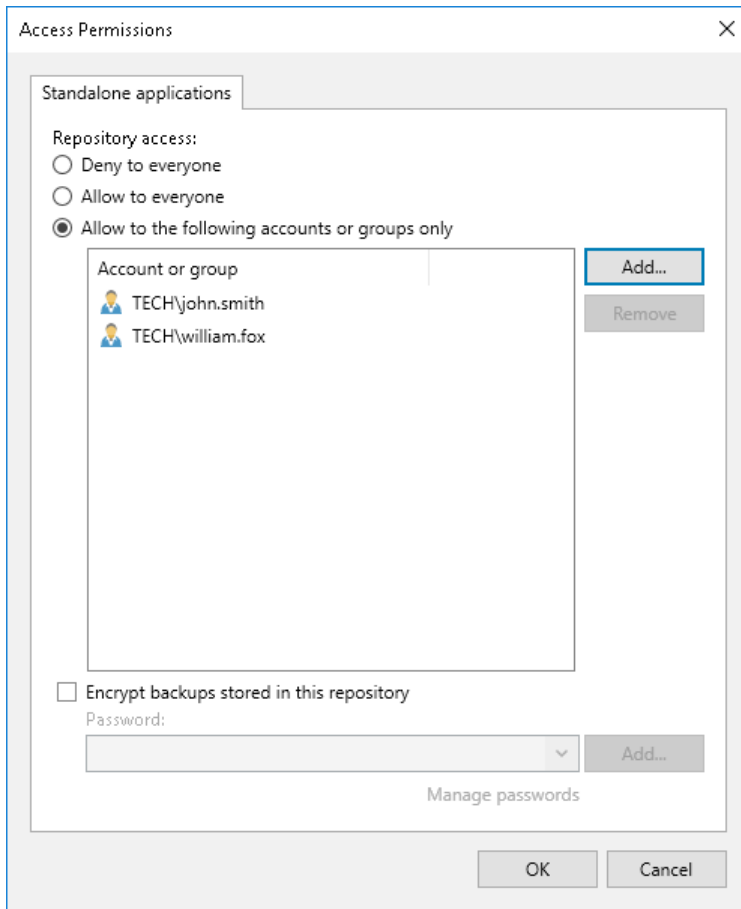 Access Permissions
Standalone applications
Repository access:
Deny to everyone
Allow to everyone
Allow to the following accounts or groups only
Account or group
Add...
TECH\john.smith
Remove
TECH\william.fox
Encrypt backups stored in this repository
Password:
Add...
Manage passwords
OK Cancel